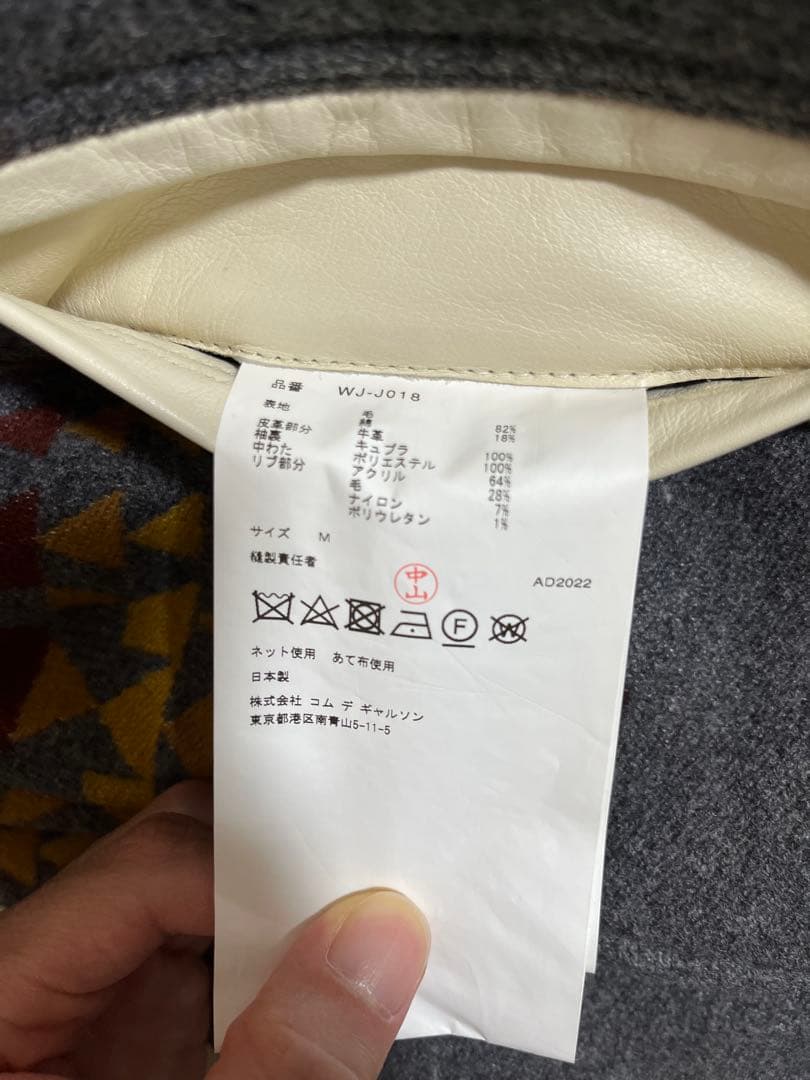 品番 WJ-J018
表地 毛 82%
綿 18%
皮革部分 牛革
袖裏 キュプラ 100%
中わた ポリエステル 100%
リブ部分 アクリル 64%
毛 28%
ナイロン 7%
ポリウレタン 1%
サイズ M
縫製責任者 中山 AD2022
F W
ネット使用 あて布使用
日本製
株式会社 コム デ ギャルソン
東京都港区南青山5-11-5